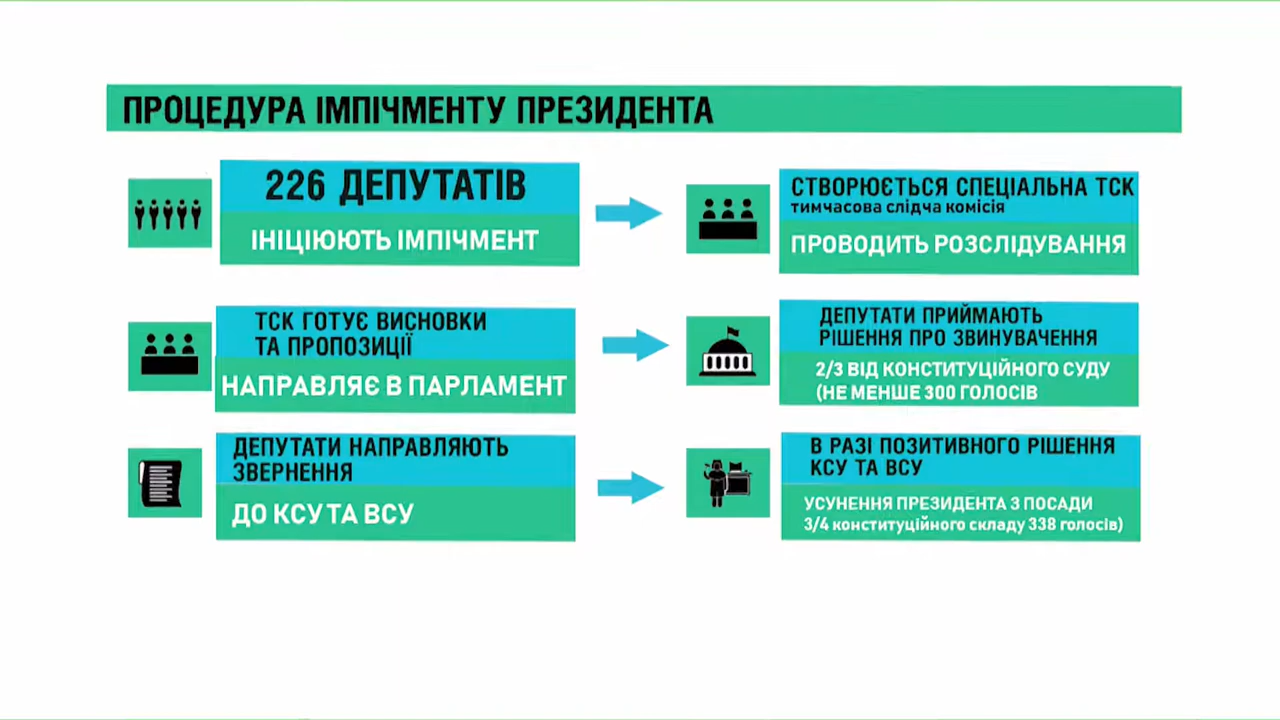 ПРОЦЕДУРА ІМПІЧМЕНТУ ПРЕЗИДЕНТА
226 ДЕПУТАТІВ
ІНІЦІЮЮТЬ ІМПІЧМЕНТ
СТВОРЮЄТЬСЯ СПЕЦІАЛЬНА ТСК
тимчасова слідча комісія
ПРОВОДИТЬ РОЗСЛІДУВАННЯ
ТСК ГОТУЄ ВИСНОВКИ
ТА ПРОПОЗИЦІЇ
НАПРАВЛЯЄ В ПАРЛАМЕНТ
ДЕПУТАТИ ПРИЙМАЮТЬ
РІШЕННЯ ПРО ЗВИНУВАЧЕННЯ
2/3 ВІД КОНСТИТУЦІЙНОГО СУДУ
(НЕ МЕНШЕ 300 ГОЛОСІВ
ДЕПУТАТИ НАПРАВЛЯЮТЬ
ЗВЕРНЕННЯ
ДО КСУ ТА ВСУ
В РАЗІ ПОЗИТИВНОГО РІШЕННЯ
КСУ ТА ВСУ
УСУНЕННЯ ПРЕЗИДЕНТА З ПОСАДИ
3/4 конституційного складу 338 голосів)